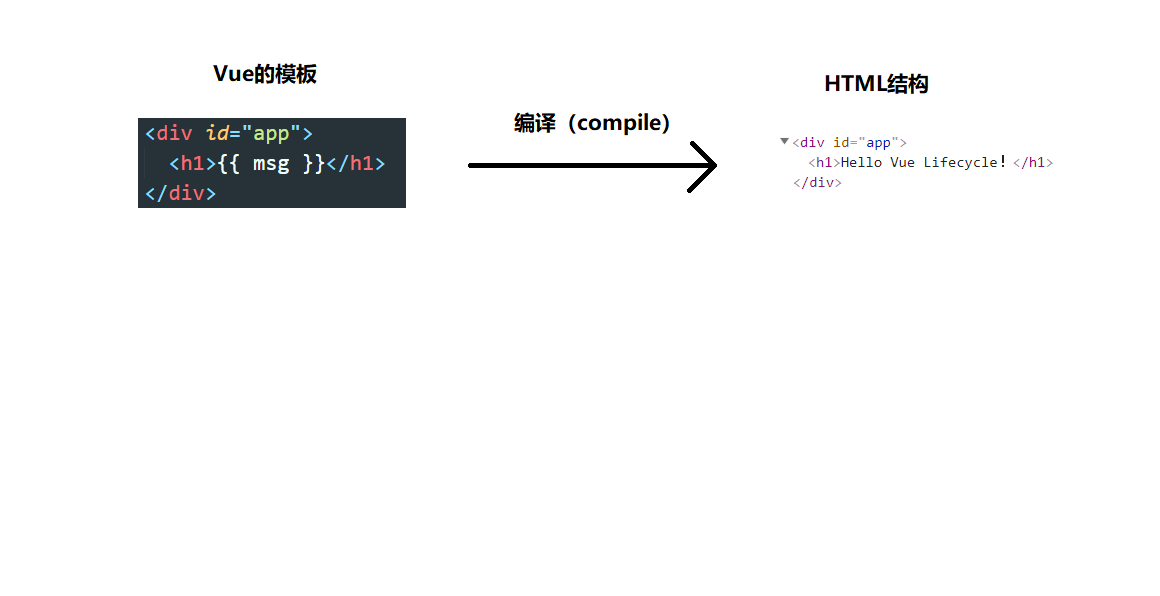 Vue的模板
<div id="app">
<h1>{{ msg }}</h1>
</div>
编译（compile）
HTML结构
<div id="app">
<h1>Hello Vue Lifecycle！</h1>
</div>